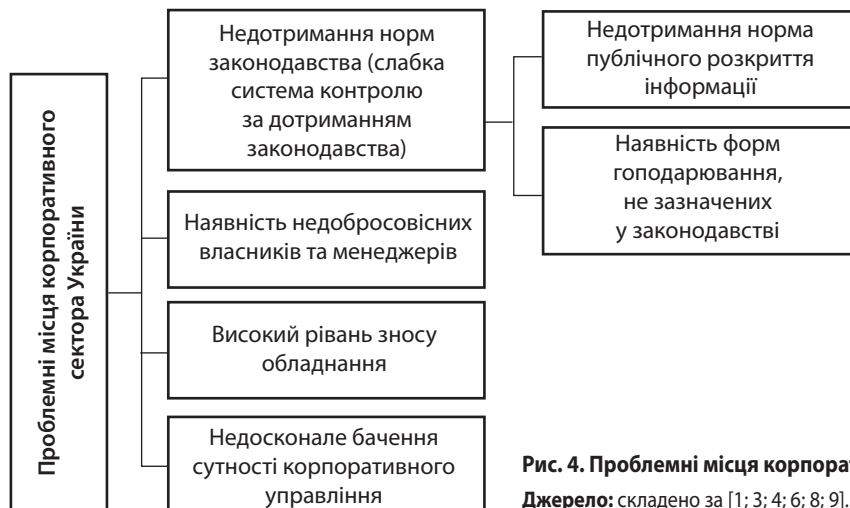 Проблемні місця корпоративного
сектора України
Недотримання норм
законодавства (слабка
система контролю
за дотриманням
законодавства)
Недотримання норма
публічного розкриття
інформації
Наявність форм
гоподарювання,
не зазначених
у законодавстві
Наявність недобросовісних
власників та менеджерів
Високий рівань зносу
обладнання
Недосконале бачення
сутності корпоративного
управління
Рис. 4. Проблемні місця корпорат
Джерело: складено за [1; 3; 4; 6; 8; 9].